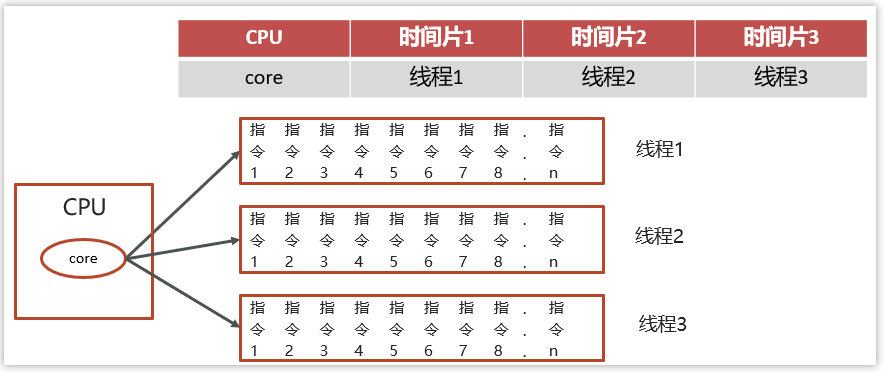 CPU 时间片1 时间片2 时间片3
core 线程1 线程2 线程3
指 指 指 指 指 指 指 指 . 指
令 令 令 令 令 令 令 令 . 令
1 2 3 4 5 6 7 8 . n
线程1
CPU
core
指 指 指 指 指 指 指 指 . 指
令 令 令 令 令 令 令 令 . 令
1 2 3 4 5 6 7 8 . n
线程2
指 指 指 指 指 指 指 指 . 指
令 令 令 令 令 令 令 令 . 令
1 2 3 4 5 6 7 8 . n
线程3